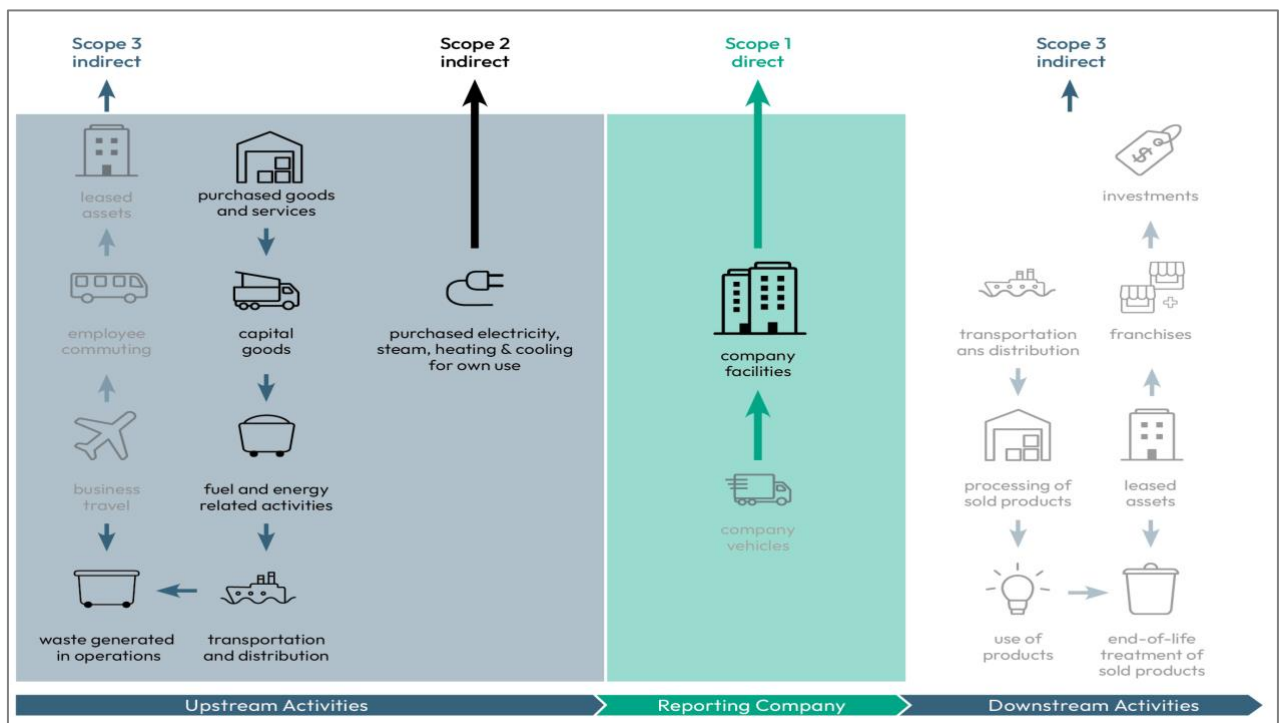 Scope 3
indirect
Scope 2
indirect
Scope 1
direct
Scope 3
indirect
leased
assets
purchased goods
and services
investments
employee
commuting
capital
goods
purchased electricity,
steam, heating & cooling
for own use
company
facilities
transportation
ans distribution
franchises
business
travel
fuel and energy
related activities
company
vehicles
processing of
sold products
leased
assets
waste generated
in operations
transportation
and distribution
use of
products
end-of-life
treatment of
sold products
Upstream Activities
Reporting Company
Downstream Activities